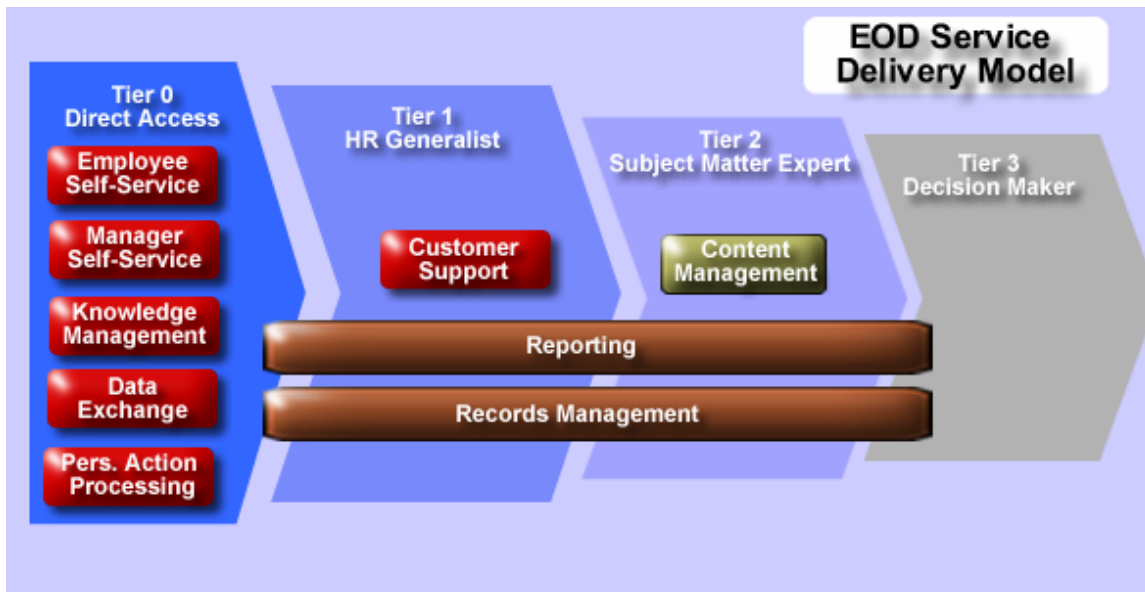 EOD Service
Delivery Model
Tier 0
Direct Access
Employee
Self-Service
Manager
Self-Service
Knowledge
Management
Data
Exchange
Pers. Action
Processing
Tier 1
HR Generalist
Customer
Support
Tier 2
Subject Matter Expert
Content
Management
Tier 3
Decision Maker
Reporting
Records Management